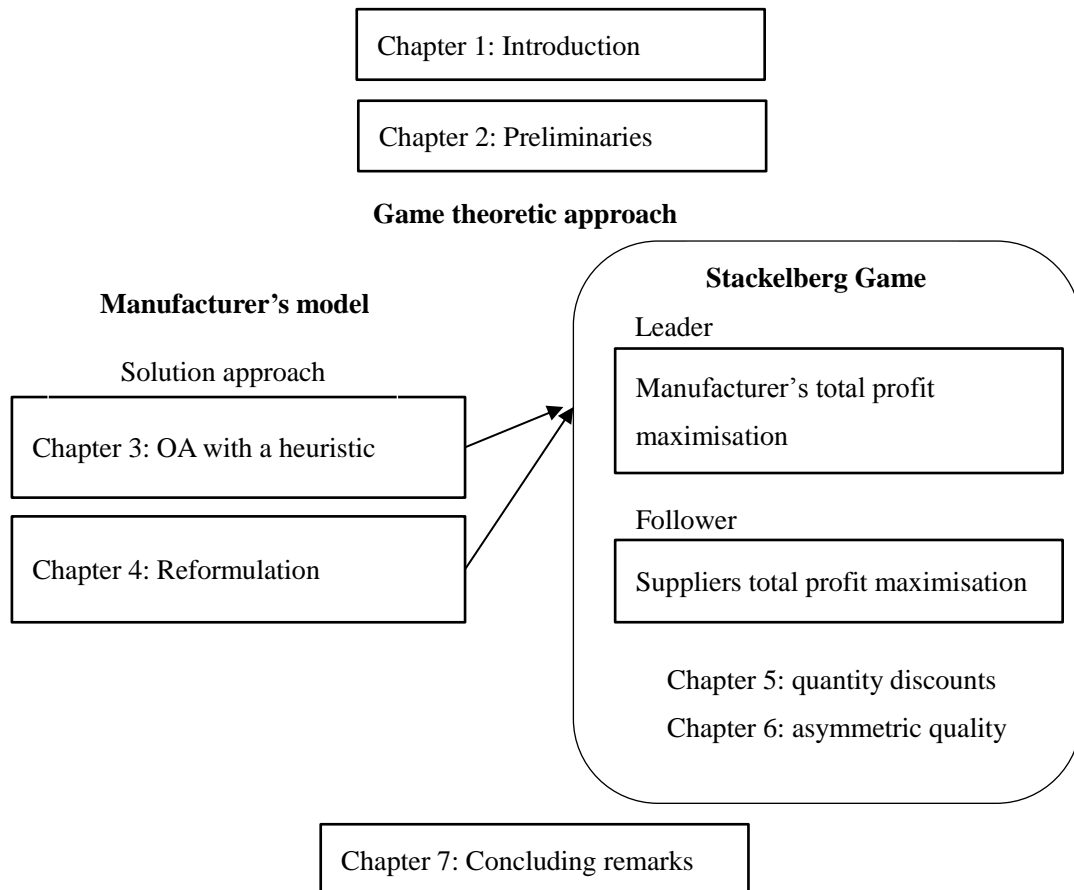 Chapter 1: Introduction
Chapter 2: Preliminaries
Game theoretic approach
Manufacturer’s model
Solution approach
Chapter 3: OA with a heuristic
Chapter 4: Reformulation
Stackelberg Game
Leader
Manufacturer’s total profit
maximisation
Follower
Suppliers total profit maximisation
Chapter 5: quantity discounts
Chapter 6: asymmetric quality
Chapter 7: Concluding remarks